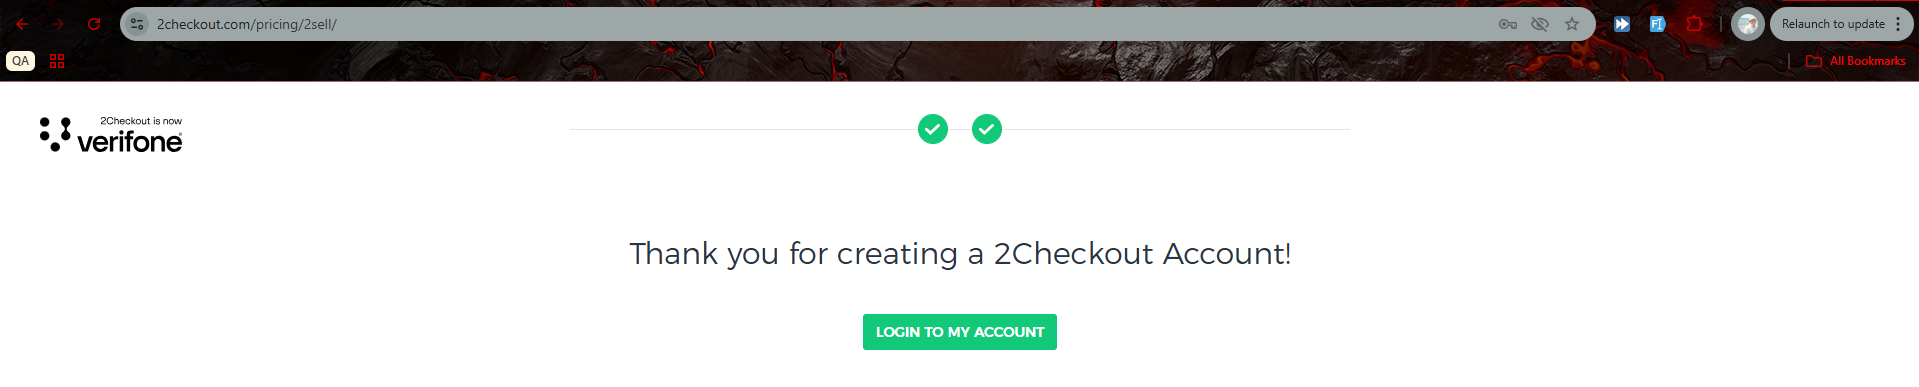 2checkout.com/pricing/2sell/
Relaunch to update
QA
All Bookmarks
2Checkout is now
verifone
Thank you for creating a 2Checkout Account!
LOGIN TO MY ACCOUNT